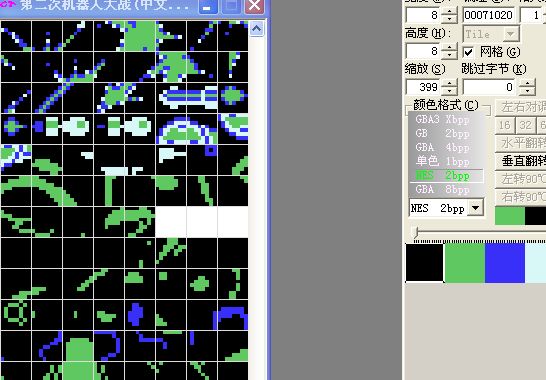 第二次机器人大战(中文...
8
00071020
1
高度(H):
Tile
8
网格(G)
缩放(S)
跳过字节(K)
399
0
颜色格式(C)
左右对调
GBA3 Xbpp
16 32 6
GB 2bpp
水平翻转
GBA 4bpp
单色 1bpp
垂直翻转
NES 2bpp
左转90°
GBA 8bpp
右转90°
NES 2bpp